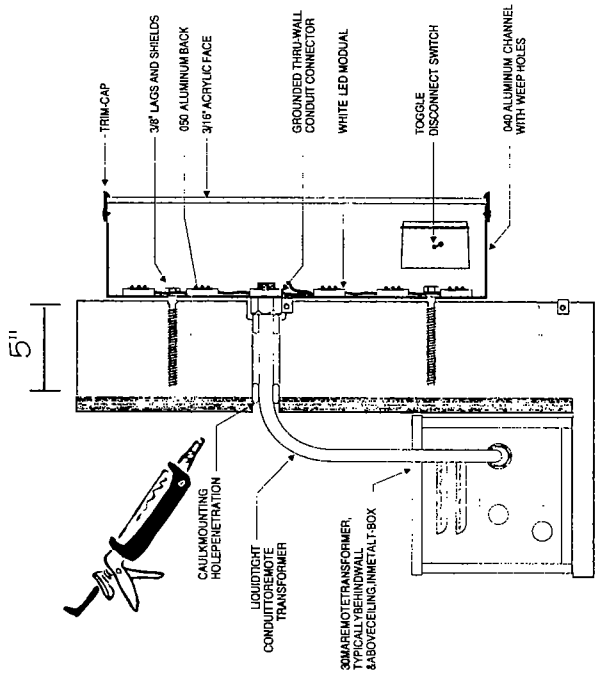 TRIM-CAP
3/8" LAGS AND SHIELDS
050 ALUMINUM BACK
3/16" ACRYLIC FACE
GROUNDED THRU-WALL
CONDUIT CONNECTOR
WHITE LED MODUAL
TOGGLE
DISCONNECT SWITCH
040 ALUMINUM CHANNEL
WITH WEEP HOLES
5"
CAULKMOUNTING
HOLEPENETRATION
LIQUIDTIGHT
CONDUITTOREMOTE
TRANSFORMER
30MAREMOTETRANSFORMER,
TYPICALLYBEHINDWALL
&ABOVECEILING,INMETALT-BOX